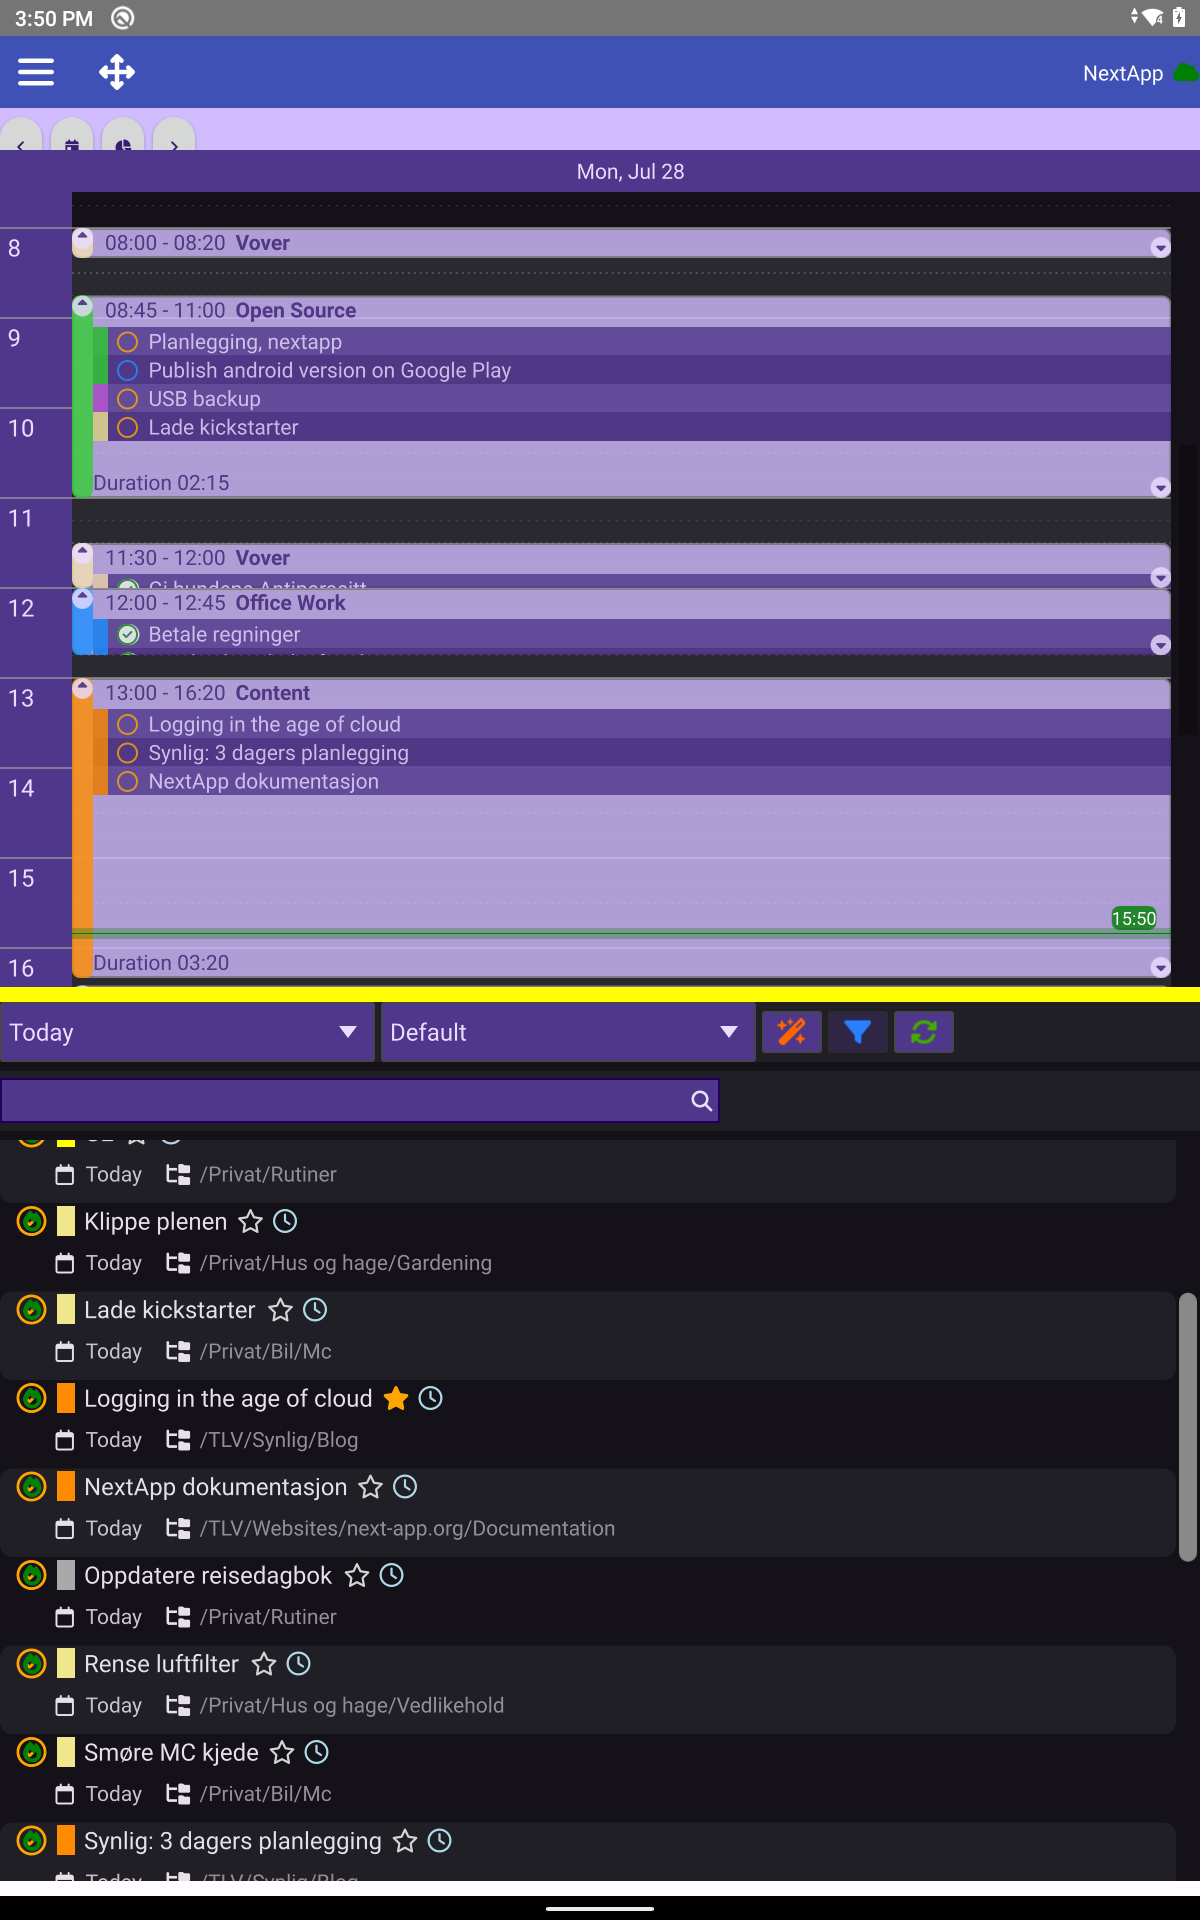 3:50 PM
NextApp
Mon, Jul 28
8
08:00 - 08:20 Vover
08:45 - 11:00 Open Source
9
Planlegging, nextapp
Publish android version on Google Play
USB backup
10
Lade kickstarter
Duration 02:15
11
11:30 - 12:00 Vover
12
12:00 - 12:45 Office Work
Betale regninger
13
13:00 - 16:20 Content
Logging in the age of cloud
Synlig: 3 dagers planlegging
14
NextApp dokumentasjon
15
15:50
16
Duration 03:20
Today
Default
Today /Privat/Rutiner
Klippe plenen
Today /Privat/Hus og hage/Gardening
Lade kickstarter
Today /Privat/Bil/Mc
Logging in the age of cloud
Today /TLV/Synlig/Blog
NextApp dokumentasjon
Today /TLV/Websites/next-app.org/Documentation
Oppdatere reisedagbok
Today /Privat/Rutiner
Rense luftfilter
Today /Privat/Hus og hage/Vedlikehold
Smøre MC kjede
Today /Privat/Bil/Mc
Synlig: 3 dagers planlegging
Today /TLV/Synlig/Blog